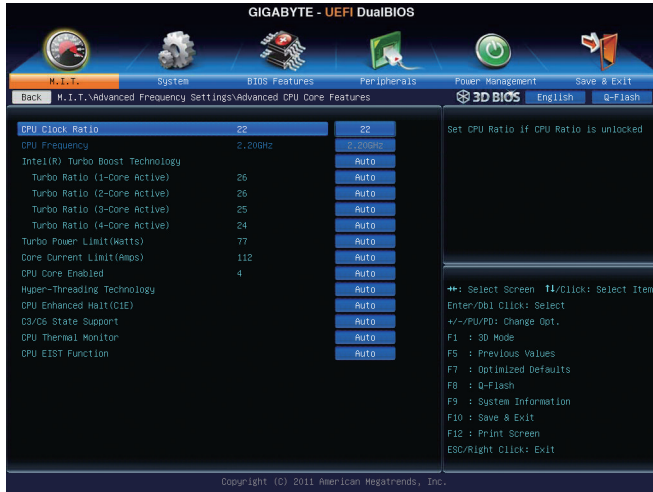 GIGABYTE - UEFI DualBIOS
M.I.T. System BIOS Features Peripherals Power Management Save & Exit
Back M.I.T.\Advanced Frequency Settings\Advanced CPU Core Features 3D BIOS English Q-Flash
CPU Clock Ratio 22 22
CPU Frequency 2.20GHz 2.20GHz
Intel(R) Turbo Boost Technology Auto
Turbo Ratio (1-Core Active) 26 Auto
Turbo Ratio (2-Core Active) 26 Auto
Turbo Ratio (3-Core Active) 25 Auto
Turbo Ratio (4-Core Active) 24 Auto
Turbo Power Limit(Watts) 77 Auto
Core Current Limit(Amps) 112 Auto
CPU Core Enabled 4 Auto
Hyper-Threading Technology Auto
CPU Enhanced Halt(C1E) Auto
C3/C6 State Support Auto
CPU Thermal Monitor Auto
CPU EIST Function Auto
Set CPU Ratio if CPU Ratio is unlocked
↔: Select Screen ↑↓/Click: Select Item
Enter/Dbl Click: Select
+/-/PU/PD: Change Opt.
F1 : 3D Mode
F5 : Previous Values
F7 : Optimized Defaults
F8 : Q-Flash
F9 : System Information
F10 : Save & Exit
F12 : Print Screen
ESC/Right Click: Exit
Copyright (C) 2011 American Megatrends, Inc.